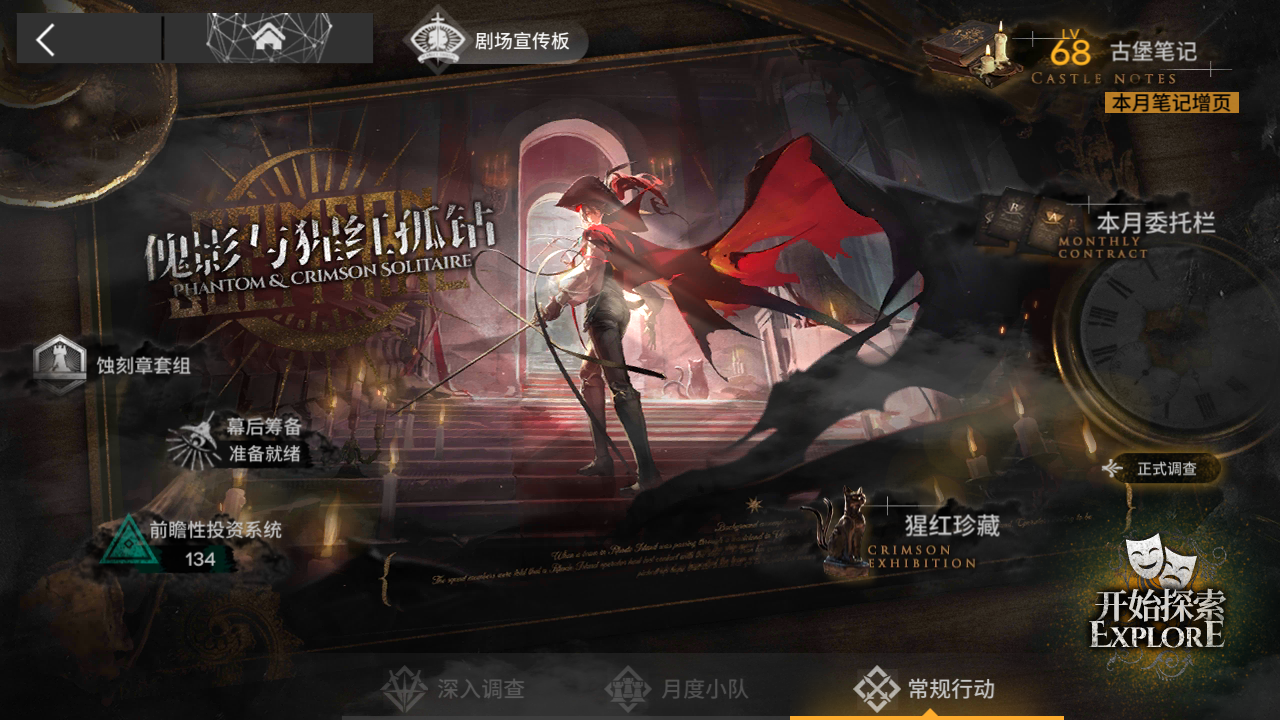 剧场宣传板
LV
68
古堡笔记
CASTLE NOTES
本月笔记增页
本月委托栏
MONTHLY
CONTRACT
傀影与猩红孤钻
PHANTOM & CRIMSON SOLITAIRE
蚀刻章套组
幕后筹备
准备就绪
正式调查
前瞻性投资系统
134
猩红珍藏
CRIMSON
EXHIBITION
开始探索
EXPLORE
深入调查
月度小队
常规行动